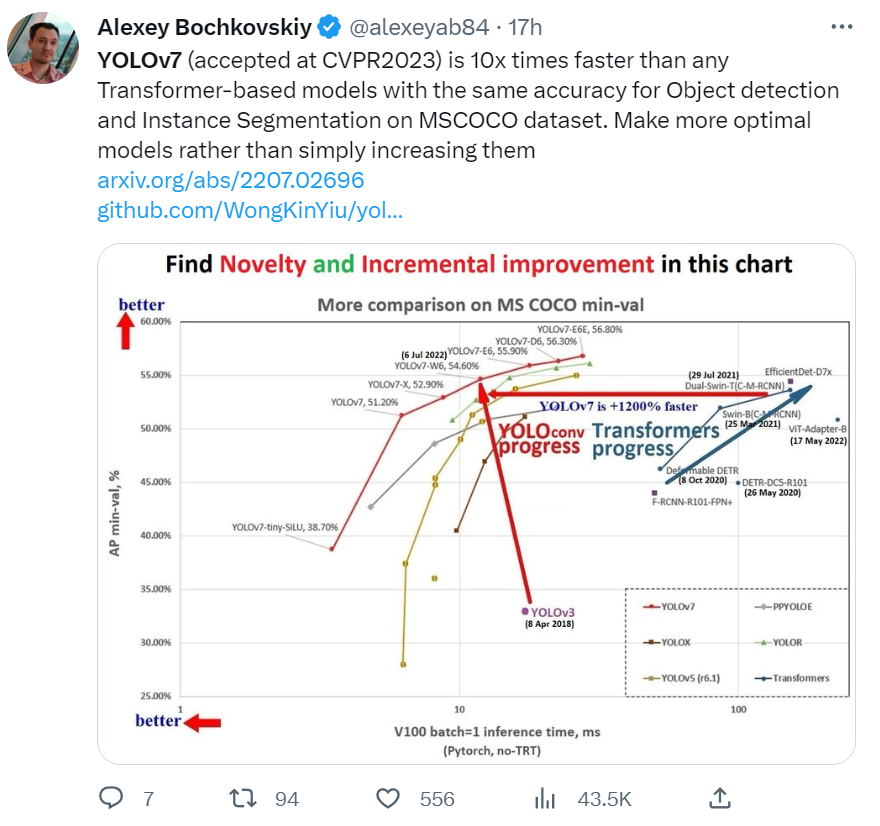 Alexey Bochkovskiy @alexeyab84 · 17h
YOLOv7 (accepted at CVPR2023) is 10x times faster than any
Transformer-based models with the same accuracy for Object detection
and Instance Segmentation on MSCOCO dataset. Make more optimal
models rather than simply increasing them
arxiv.org/abs/2207.02696
github.com/WongKinYiu/yol...
Find Novelty and Incremental improvement in this chart
better
More comparison on MS COCO min-val
60.00%
55.00%
50.00%
45.00%
40.00%
35.00%
30.00%
25.00%
AP min-val, %
YOLOv7-E6E, 56.80%
YOLOv7-D6, 56.30%
YOLOv7-E6, 55.90%
(6 Jul 2022)
YOLOv7-W6, 54.60%
YOLOv7-X, 52.90%
YOLOv7, 51.20%
YOLOv7-tiny-SiLU, 38.70%
EfficientDet-D7x
(29 Jul 2021)
Dual-Swin-T(C-M-RCNN)
YOLOv7 is +1200% faster
Swin-B(C-M-RCNN)
(25 Mar 2021)
ViT-Adapter-B
(17 May 2022)
YOLOconv
progress
Transformers
progress
Deformable DETR
(8 Oct 2020)
DETR-DC5-R101
(26 May 2020)
F-RCNN-R101-FPN+
YOLOv3
(8 Apr 2018)
YOLOv7
PPYOLOE
YOLOX
YOLOR
YOLOv5 (r6.1)
Transformers
1
10
100
better
V100 batch=1 inference time, ms
(Pytorch, no-TRT)
7
94
556
43.5K